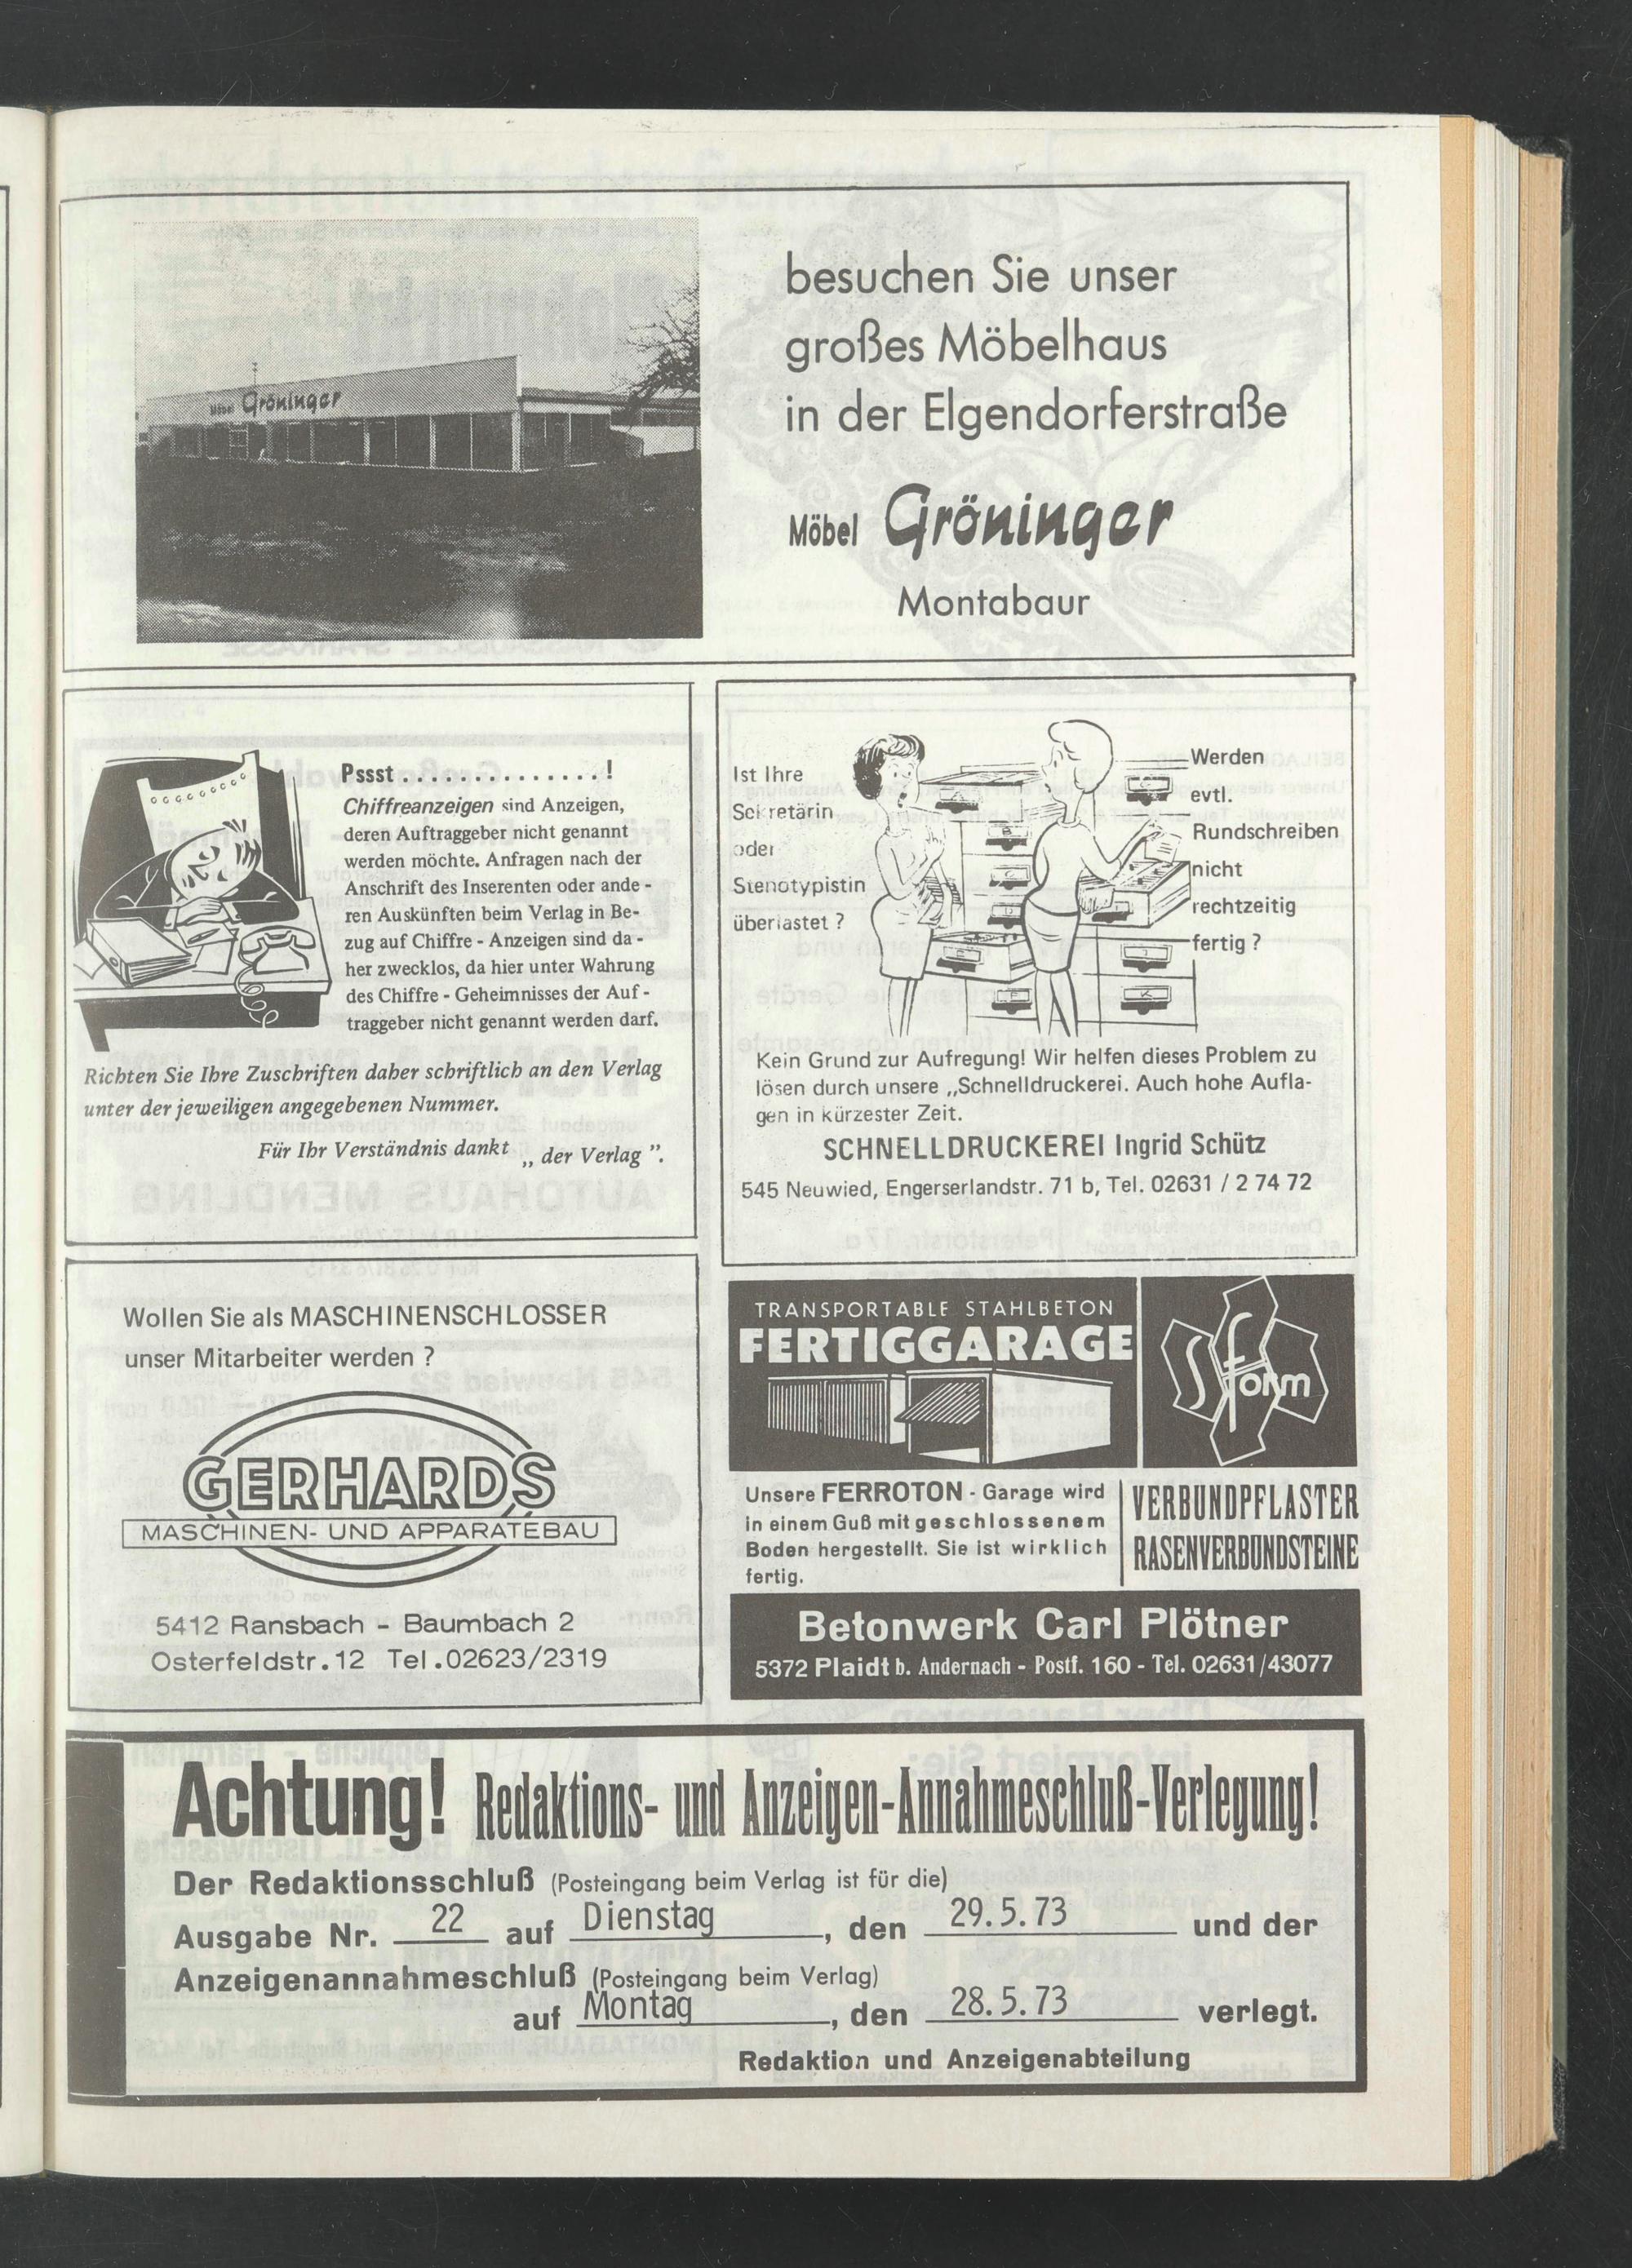 Möbel Gröninger
besuchen Sie unser
großes Möbelhaus
in der Elgendorferstraße
Möbel Gröninger
Montabaur
Pssst..............!
Chiffreanzeigen sind Anzeigen,
deren Auftraggeber nicht genannt
werden möchte. Anfragen nach der
Anschrift des Inserenten oder ande -
ren Auskünften beim Verlag in Be-
zug auf Chiffre - Anzeigen sind da -
her zwecklos, da hier unter Wahrung
des Chiffre - Geheimnisses der Auf -
traggeber nicht genannt werden darf.
Richten Sie Ihre Zuschriften daher schriftlich an den Verlag
unter der jeweiligen angegebenen Nummer.
Für Ihr Verständnis dankt „ der Verlag ”.
Ist Ihre
Sekretärin
oder
Stenotypistin
überlastet ?
Werden
evtl.
Rundschreiben
nicht
rechtzeitig
fertig ?
Kein Grund zur Aufregung! Wir helfen dieses Problem zu
lösen durch unsere „Schnelldruckerei. Auch hohe Aufla-
gen in kürzester Zeit.
SCHNELLDRUCKEREI Ingrid Schütz
545 Neuwied, Engerserlandstr. 71 b, Tel. 02631 / 2 74 72
Wollen Sie als MASCHINENSCHLOSSER
unser Mitarbeiter werden ?
GERHARDS
MASCHINEN- UND APPARATEBAU
5412 Ransbach - Baumbach 2
Osterfeldstr.12 Tel.02623/2319
TRANSPORTABLE STAHLBETON
FERTIGGARAGE
Sform
Unsere FERROTON - Garage wird
in einem Guß mit geschlossenem
Boden hergestellt. Sie ist wirklich
fertig.
VERBUNDPFLASTER
RASENVERBUNDSTEINE
Betonwerk Carl Plötner
5372 Plaidt b. Andernach - Postf. 160 - Tel. 02631/43077
Achtung! Redaktions- und Anzeigen-Annahmeschluß-Verlegung!
Der Redaktionsschluß (Posteingang beim Verlag ist für die)
Ausgabe Nr. 22 auf Dienstag, den 29.5.73 und der
Anzeigenannahmeschluß (Posteingang beim Verlag)
auf Montag, den 28.5.73 verlegt.
Redaktion und Anzeigenabteilung